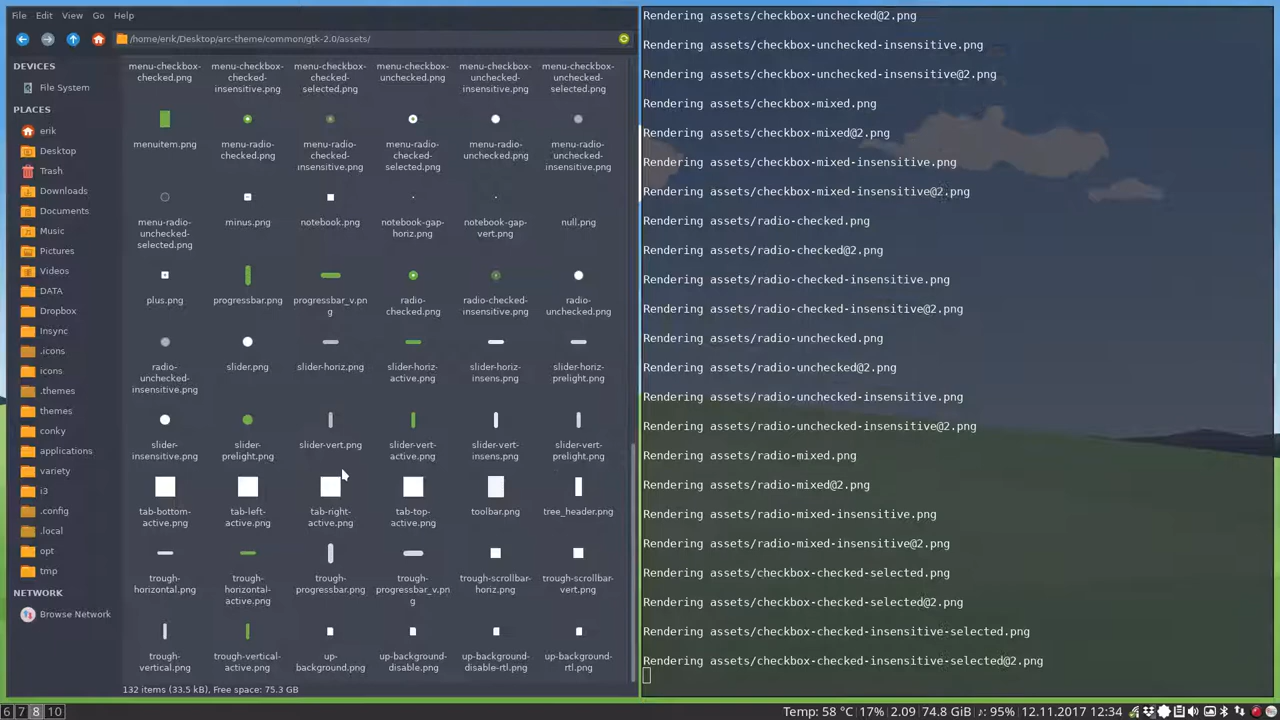 File Edit View Go Help
/home/erik/Desktop/arc-theme/common/gtk-2.0/assets/
DEVICES
File System
PLACES
erik
Desktop
Trash
Downloads
Documents
Music
Pictures
Videos
DATA
Dropbox
Insync
.icons
icons
.themes
themes
conky
applications
variety
i3
.config
.local
opt
tmp
NETWORK
Browse Network
menu-checkbox-
checked.png
menu-checkbox-
checked-
insensitive.png
menu-checkbox-
checked-
selected.png
menu-checkbox-
unchecked.png
menu-checkbox-
unchecked-
insensitive.png
menu-checkbox-
unchecked-
selected.png
menuitem.png
menu-radio-
checked.png
menu-radio-
checked-
insensitive.png
menu-radio-
checked-
selected.png
menu-radio-
unchecked.png
menu-radio-
unchecked-
insensitive.png
menu-radio-
unchecked-
selected.png
minus.png
notebook.png
notebook-gap-
horiz.png
notebook-gap-
vert.png
null.png
plus.png
progressbar.png
progressbar_v.pn
g
radio-
checked.png
radio-checked-
insensitive.png
radio-
unchecked.png
radio-
unchecked-
insensitive.png
slider.png
slider-horiz.png
slider-horiz-
active.png
slider-horiz-
insens.png
slider-horiz-
prelight.png
slider-
insensitive.png
slider-
prelight.png
slider-vert.png
slider-vert-
active.png
slider-vert-
insens.png
slider-vert-
prelight.png
tab-bottom-
active.png
tab-left-
active.png
tab-right-
active.png
tab-top-
active.png
toolbar.png
tree_header.png
trough-
horizontal.png
trough-
horizontal-
active.png
trough-
progressbar.png
trough-
progressbar_v.pn
g
trough-scrollbar-
horiz.png
trough-scrollbar-
vert.png
trough-
vertical.png
trough-vertical-
active.png
up-
background.png
up-background-
disable.png
up-background-
disable-rtl.png
up-background-
rtl.png
132 items (33.5 kB), Free space: 75.3 GB
Rendering assets/checkbox-unchecked@2.png
Rendering assets/checkbox-unchecked-insensitive.png
Rendering assets/checkbox-unchecked-insensitive@2.png
Rendering assets/checkbox-mixed.png
Rendering assets/checkbox-mixed@2.png
Rendering assets/checkbox-mixed-insensitive.png
Rendering assets/checkbox-mixed-insensitive@2.png
Rendering assets/radio-checked.png
Rendering assets/radio-checked@2.png
Rendering assets/radio-checked-insensitive.png
Rendering assets/radio-checked-insensitive@2.png
Rendering assets/radio-unchecked.png
Rendering assets/radio-unchecked@2.png
Rendering assets/radio-unchecked-insensitive.png
Rendering assets/radio-unchecked-insensitive@2.png
Rendering assets/radio-mixed.png
Rendering assets/radio-mixed@2.png
Rendering assets/radio-mixed-insensitive.png
Rendering assets/radio-mixed-insensitive@2.png
Rendering assets/checkbox-checked-selected.png
Rendering assets/checkbox-checked-selected@2.png
Rendering assets/checkbox-checked-insensitive-selected.png
Rendering assets/checkbox-checked-insensitive-selected@2.png
6 7 8 10
Temp: 58 °C | 17% | 2.09 | 74.8 GiB | ♪: 95% | 12.11.2017 12:34